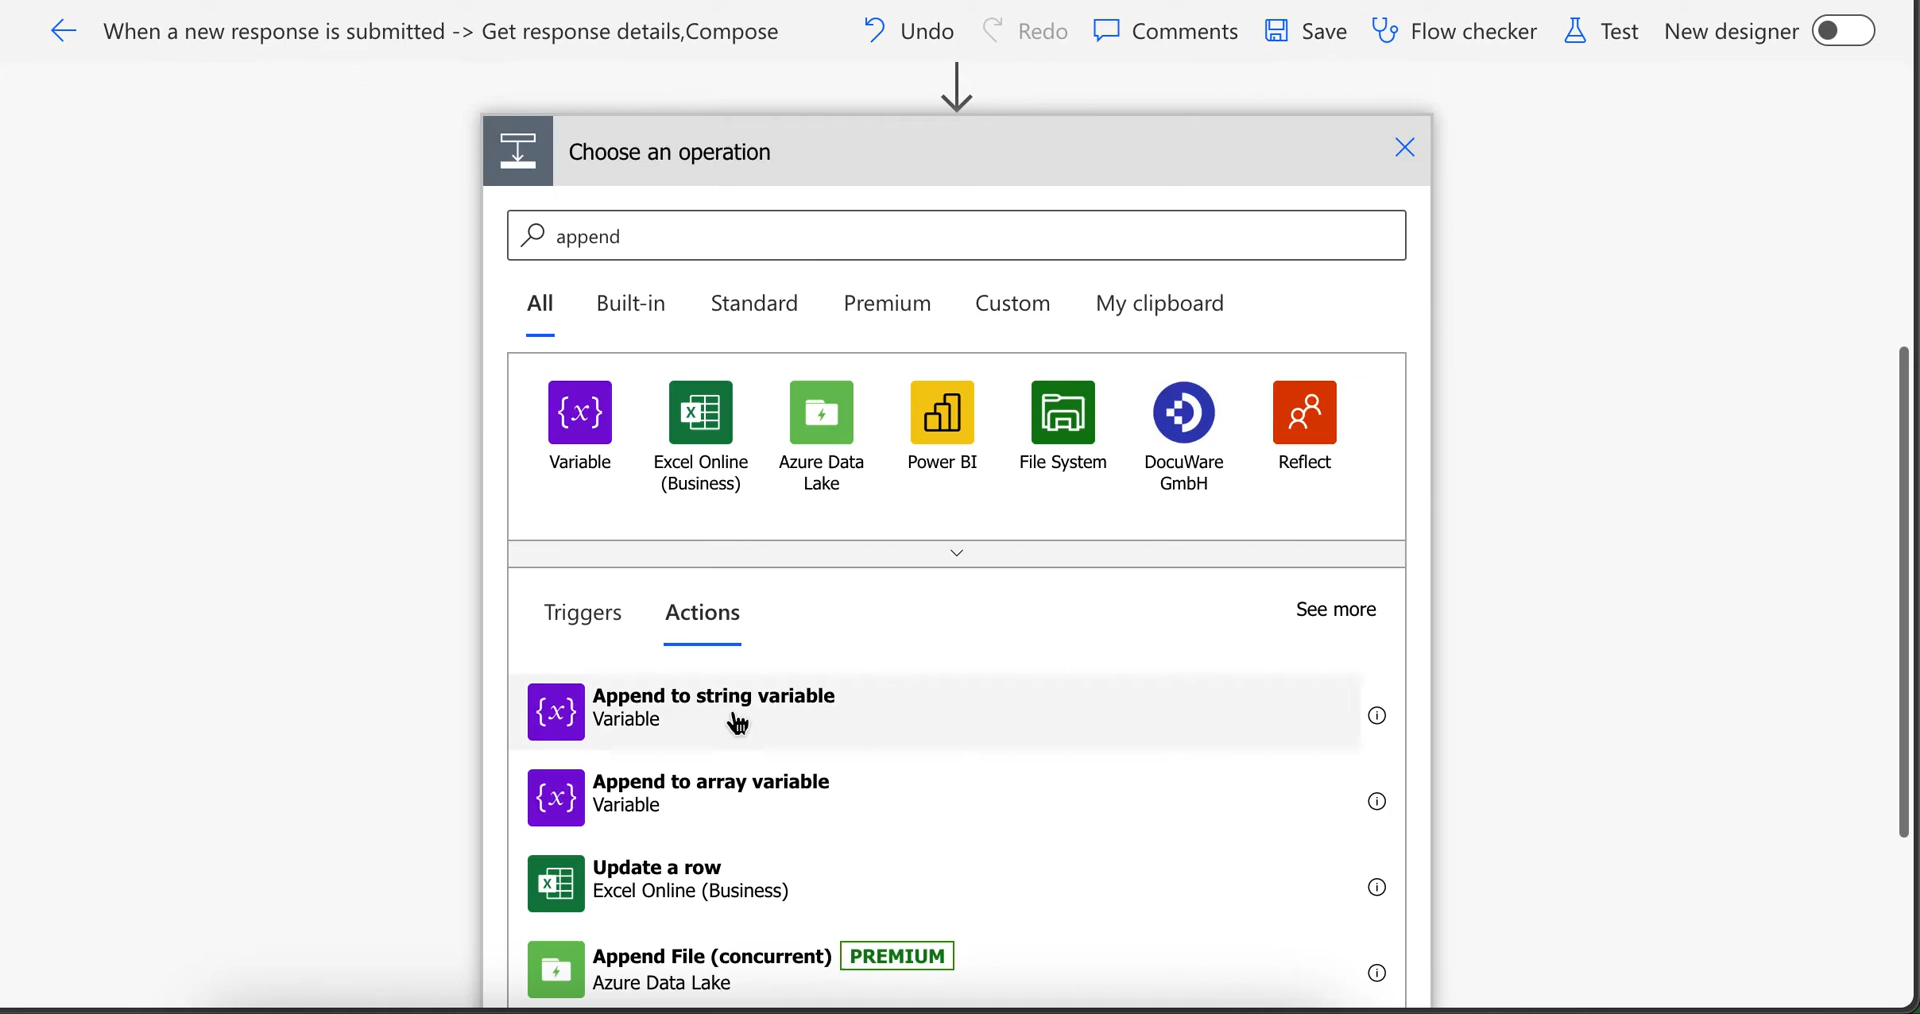 When a new response is submitted -> Get response details,Compose
Undo
Redo
Comments
Save
Flow checker
Test
New designer
Choose an operation
append
All
Built-in
Standard
Premium
Custom
My clipboard
Variable
Excel Online
(Business)
Azure Data
Lake
Power BI
File System
DocuWare
GmbH
Reflect
Triggers
Actions
See more
Append to string variable
Variable
Append to array variable
Variable
Update a row
Excel Online (Business)
Append File (concurrent) PREMIUM
Azure Data Lake